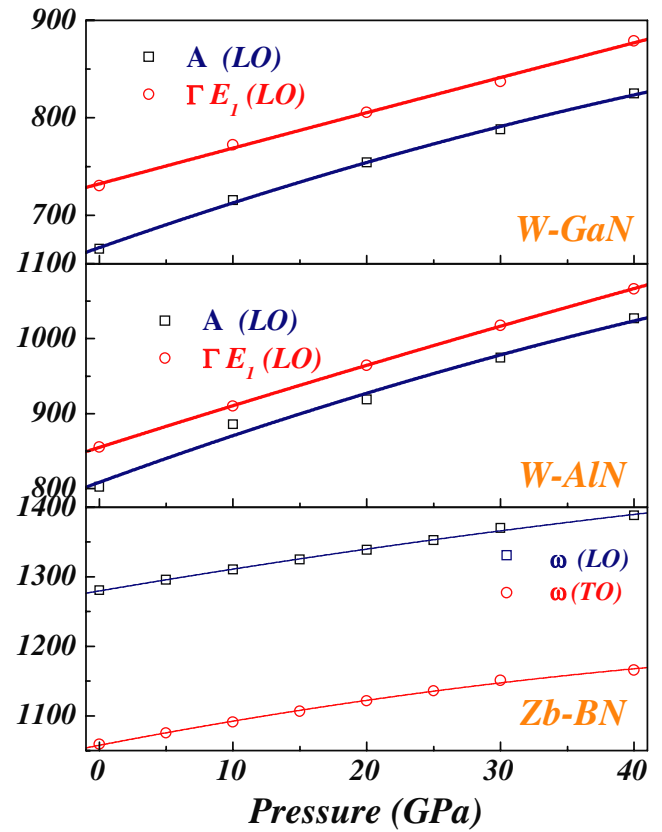 900
A (LO)
Γ E1 (LO)
800
700
W-GaN
1100
A (LO)
1000
Γ E1 (LO)
900
W-AlN
800
1400
ω (LO)
1300
ω (TO)
1200
1100
Zb-BN
0 10 20 30 40
Pressure (GPa)